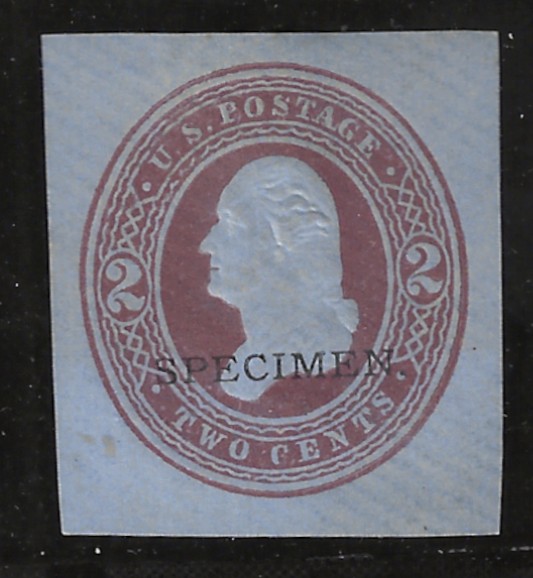 U.S. POSTAGE
2 2
SPECIMEN.
TWO CENTS